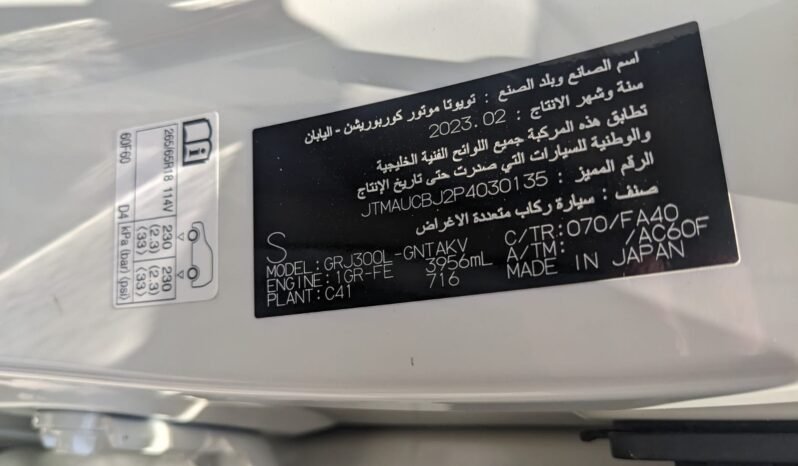 اسم الصانع وبلد الصنع : تويوتا موتور كوربوريشن - اليابان
سنة وشهر الانتاج : 2023.02
تطابق هذه المركبة جميع اللوائح الفنية الخليجية
والوطنية للسيارات التي صدرت حتى تاريخ الإنتاج
الرقم المميز : JTMAUCBJ2P4030135
صنف : سيارة ركاب متعددة الاغراض
S
MODEL: GRJ300L-GNTAKV C/TR: 070/FA40
ENGINE: 1GR-FE 3956mL A/TM: /AC60F
PLANT: C41 716 MADE IN JAPAN
265/65R18 114V 230 (2.3) 〈33〉 230 (2.3) 〈33〉
60F60 D4 kPa (bar) 〈psi〉